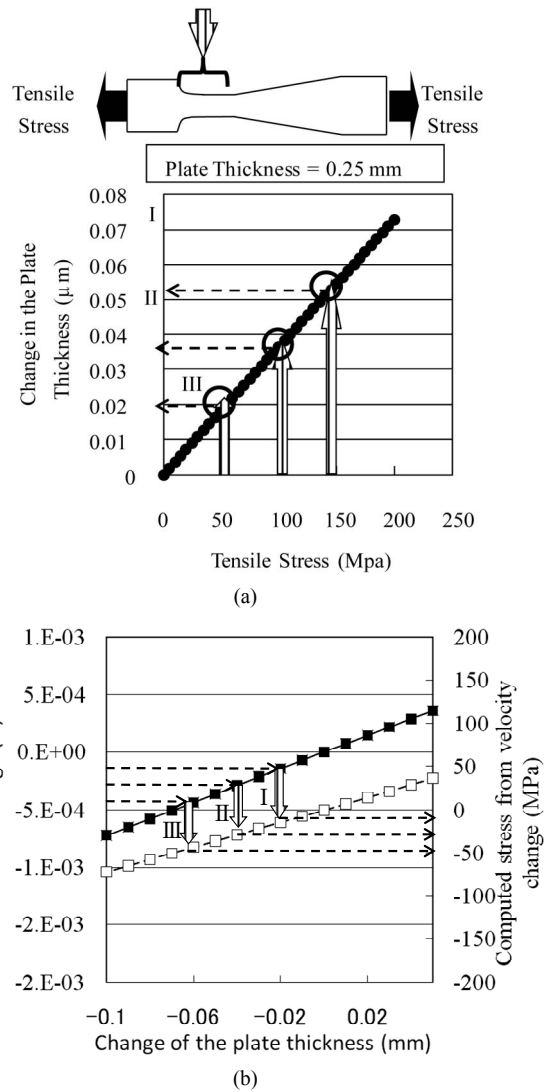 Tensile
Stress
Tensile
Stress
Plate Thickness = 0.25 mm
Change in the Plate
Thickness (μm)
0.08
0.07
0.06
0.05
0.04
0.03
0.02
0.01
0
I
II
III
0 50 100 150 200 250
Tensile Stress (Mpa)
(a)
1.E-03
5.E-04
0.E+00
-5.E-04
-1.E-03
-2.E-03
-2.E-03
III
II
I
200
150
100
50
0
-50
-100
-150
-200
Computed stress from velocity
change (MPa)
-0.1 -0.06 -0.02 0.02
Change of the plate thickness (mm)
(b)